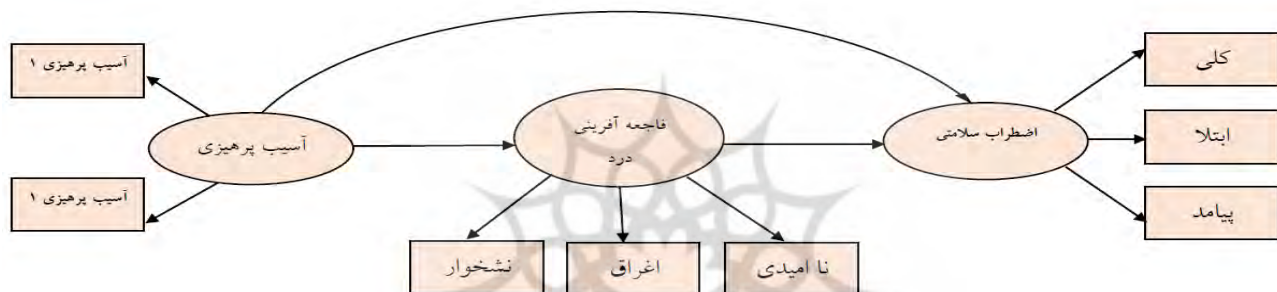 آسیب پرهیزی ۱
کلی
فاجعه آفرینی
درد
اضطراب سلامتی
آسیب پرهیزی
ابتلا
آسیب پرهیزی ۱
پیامد
نا امیدی
اغراق
نشخوار